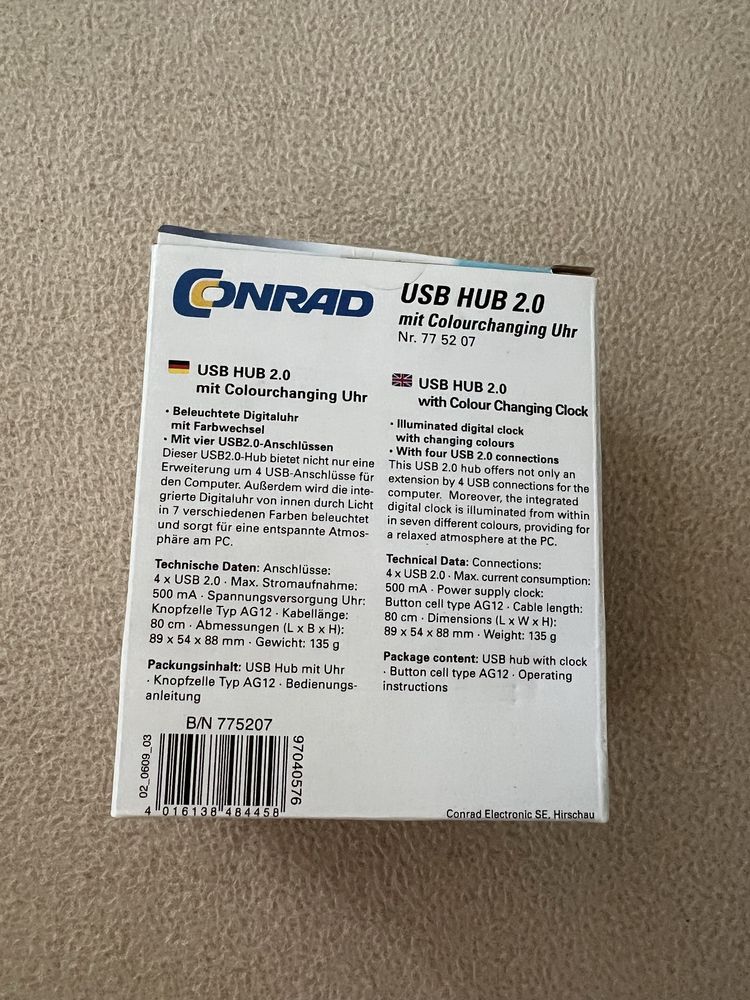 CONRAD
USB HUB 2.0
mit Colourchanging Uhr
Nr. 77 52 07
USB HUB 2.0
mit Colourchanging Uhr
· Beleuchtete Digitaluhr
mit Farbwechsel
· Mit vier USB2.0-Anschlüssen
Dieser USB2.0-Hub bietet nicht nur eine
Erweiterung um 4 USB-Anschlüsse für
den Computer. Außerdem wird die inte-
grierte Digitaluhr von innen durch Licht
in 7 verschiedenen Farben beleuchtet
und sorgt für eine entspannte Atmos-
phäre am PC.
Technische Daten: Anschlüsse:
4 x USB 2.0 · Max. Stromaufnahme:
500 mA · Spannungsversorgung Uhr:
Knopfzelle Typ AG12 · Kabellänge:
80 cm · Abmessungen (L x B x H):
89 x 54 x 88 mm · Gewicht: 135 g
Packungsinhalt: USB Hub mit Uhr
· Knopfzelle Typ AG12 · Bedienungs-
anleitung
USB HUB 2.0
with Colour Changing Clock
· Illuminated digital clock
with changing colours
· With four USB 2.0 connections
This USB 2.0 hub offers not only an
extension by 4 USB connections for the
computer. Moreover, the integrated
digital clock is illuminated from within
in seven different colours, providing for
a relaxed atmosphere at the PC.
Technical Data: Connections:
4 x USB 2.0 · Max. current consumption:
500 mA · Power supply clock:
Button cell type AG12 · Cable length:
80 cm · Dimensions (L x W x H):
89 x 54 x 88 mm · Weight: 135 g
Package content: USB hub with clock
· Button cell type AG12 · Operating
instructions
B/N 775207
02_0609_03
97040576
4 016138 484458
Conrad Electronic SE, Hirschau